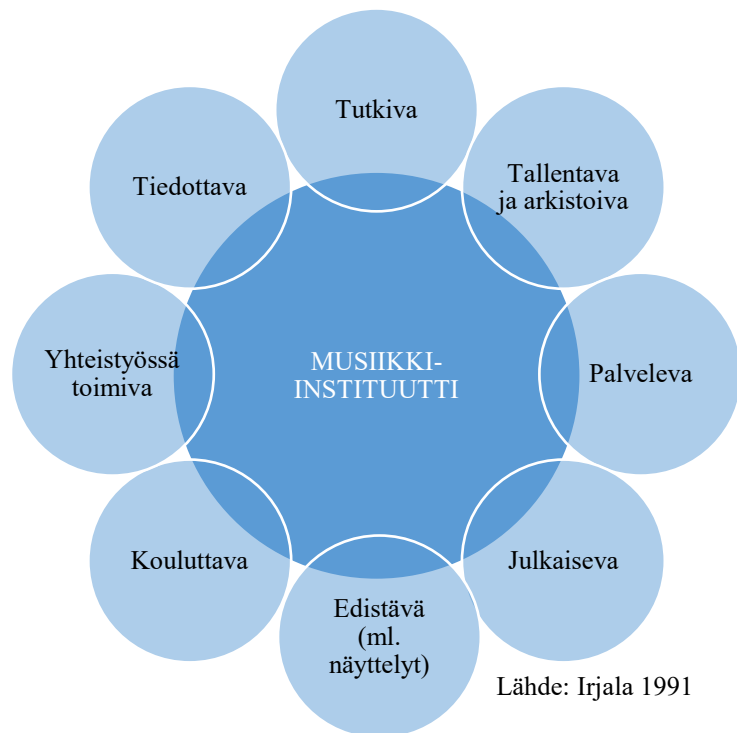 Tutkiva
Tallentava
ja arkistoiva
Palveleva
Julkaiseva
Edistävä
(ml.
näyttelyt)
Kouluttava
Yhteistyössä
toimiva
Tiedottava
MUSIIKKI-
INSTITUUTTI
Lähde: Irjala 1991